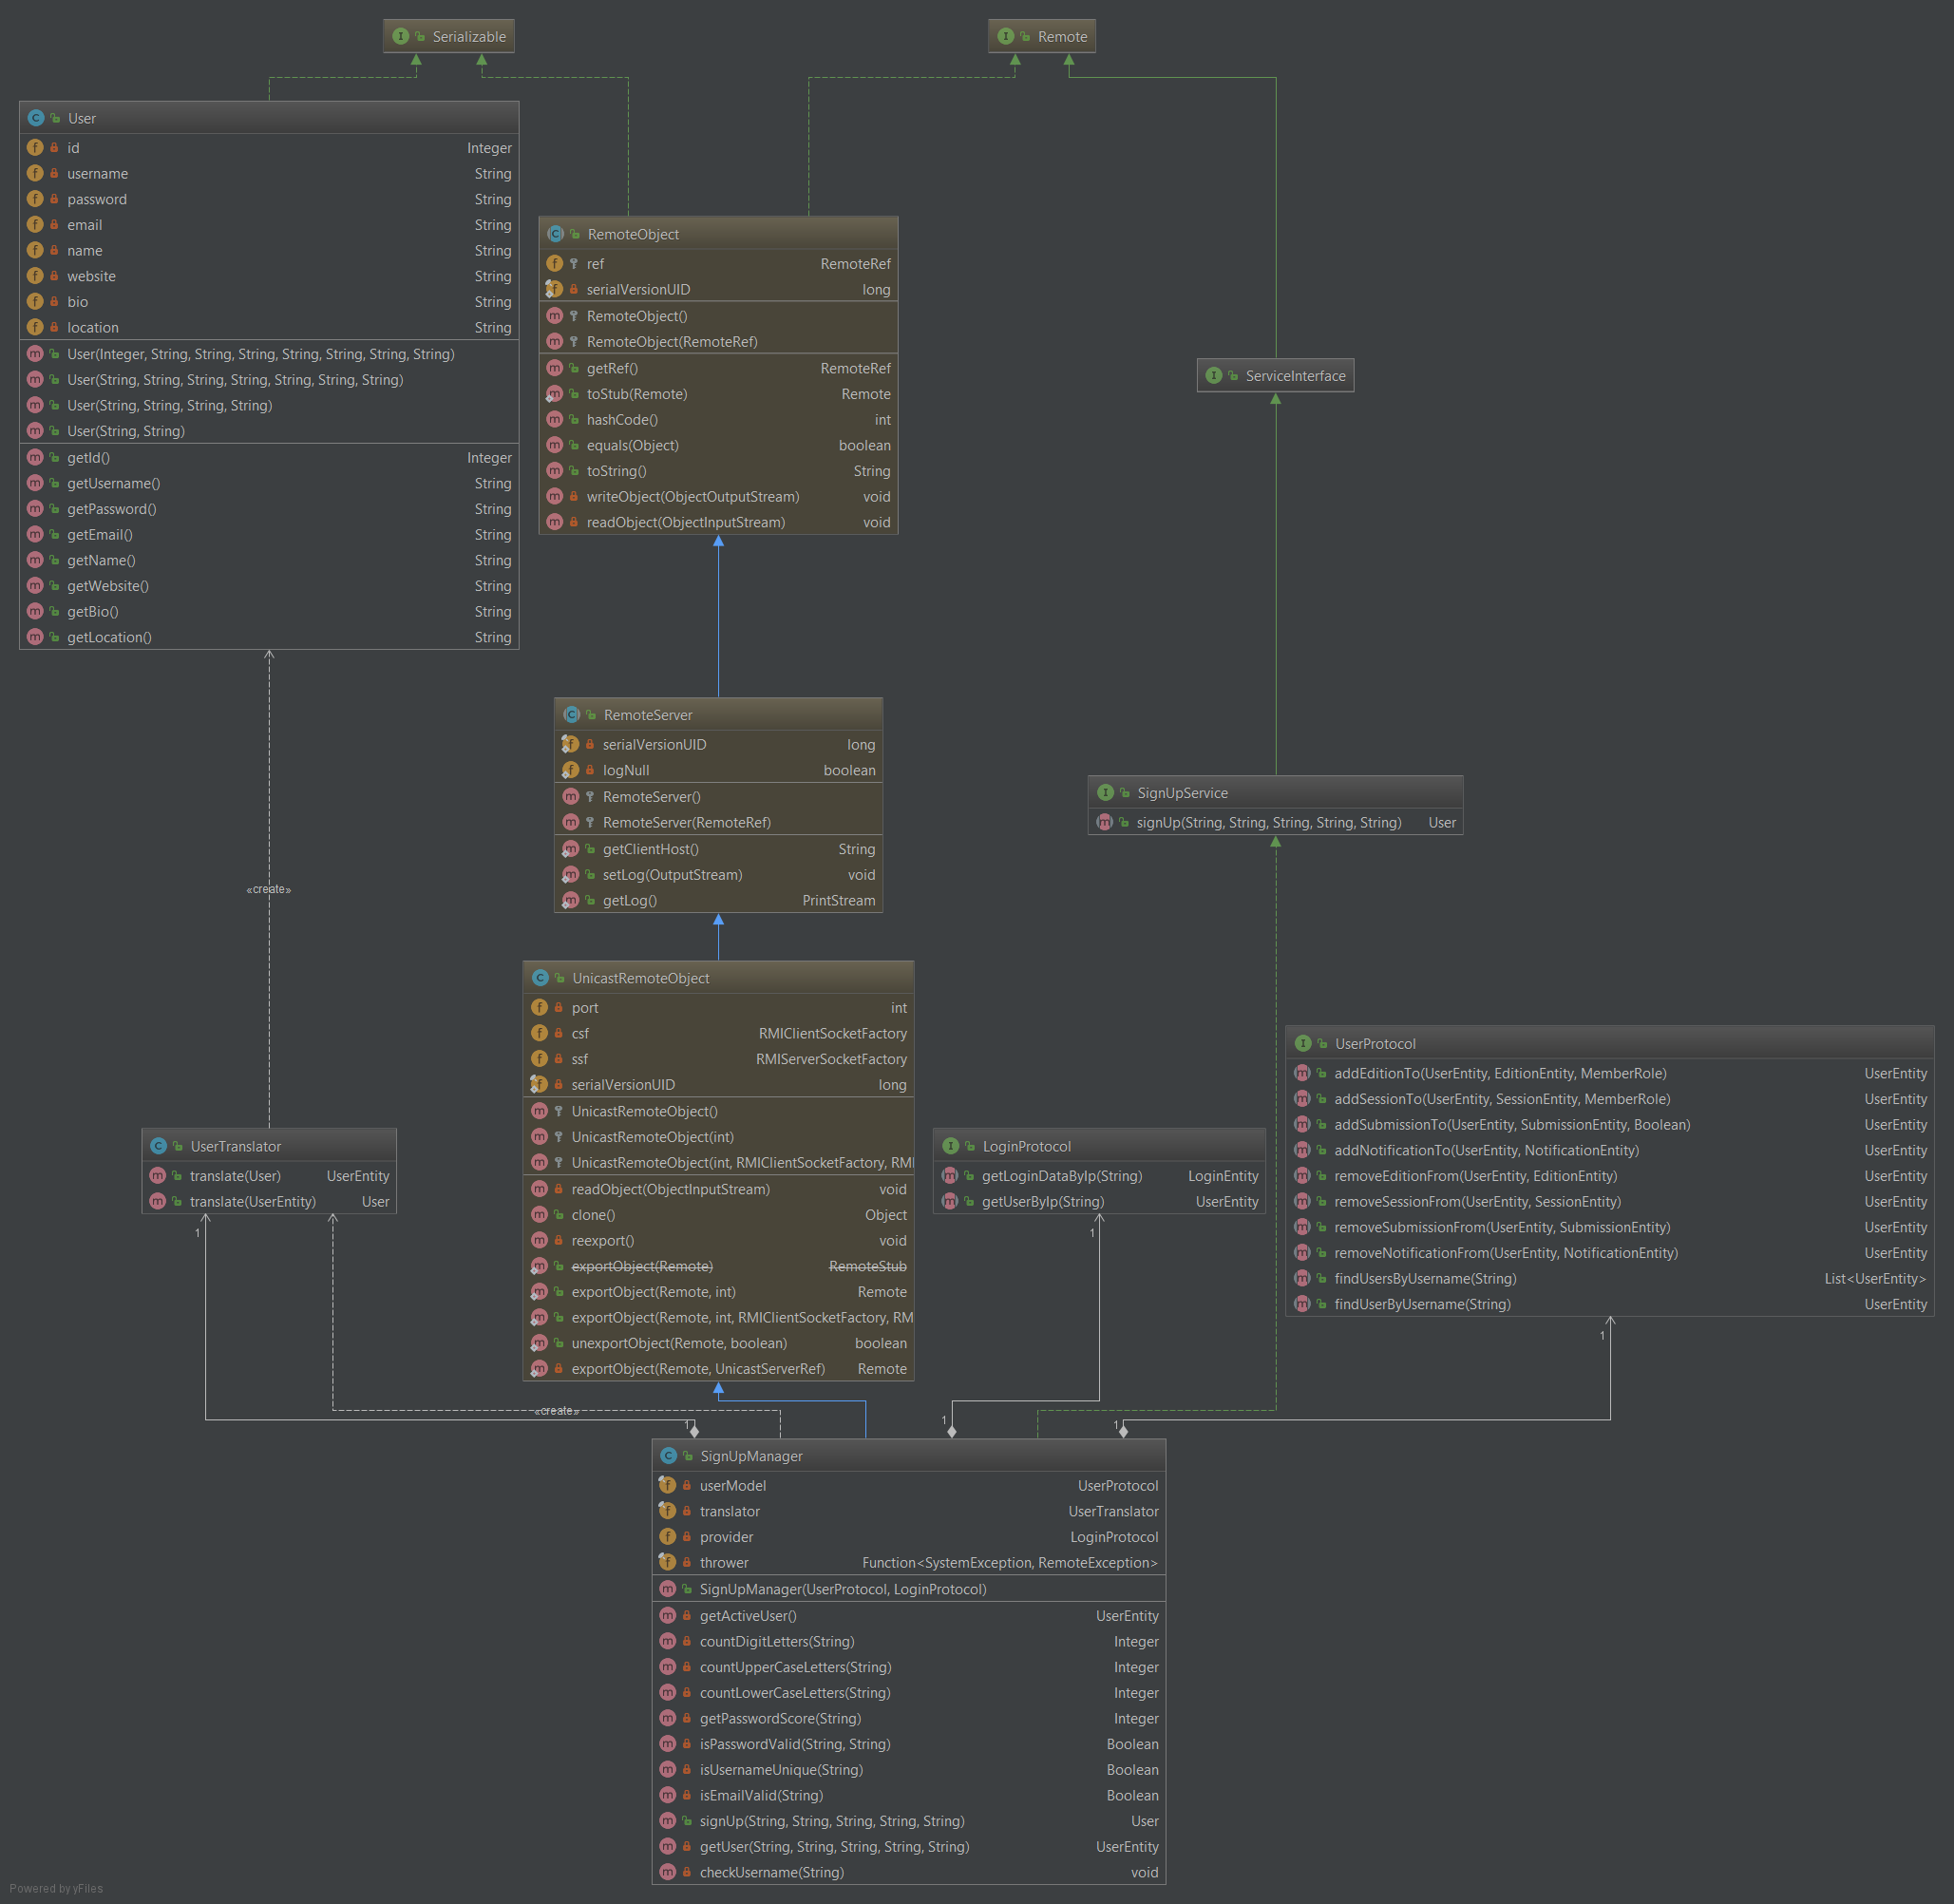 Serializable
Remote
User
id Integer
username String
password String
email String
name String
website String
bio String
location String
User(Integer, String, String, String, String, String, String, String)
User(String, String, String, String, String, String, String)
User(String, String, String, String)
User(String, String)
getId() Integer
getUsername() String
getPassword() String
getEmail() String
getName() String
getWebsite() String
getBio() String
getLocation() String
RemoteObject
ref RemoteRef
serialVersionUID long
RemoteObject()
RemoteObject(RemoteRef)
getRef() RemoteRef
toStub(Remote) Remote
hashCode() int
equals(Object) boolean
toString() String
writeObject(ObjectOutputStream) void
readObject(ObjectInputStream) void
ServiceInterface
RemoteServer
serialVersionUID long
logNull boolean
RemoteServer()
RemoteServer(RemoteRef)
getClientHost() String
setLog(OutputStream) void
getLog() PrintStream
SignUpService
signUp(String, String, String, String, String) User
«create»
UnicastRemoteObject
port int
csf RMIClientSocketFactory
ssf RMIServerSocketFactory
serialVersionUID long
UnicastRemoteObject()
UnicastRemoteObject(int)
UnicastRemoteObject(int, RMIClientSocketFactory, RMI
readObject(ObjectInputStream) void
clone() Object
reexport() void
exportObject(Remote) RemoteStub
exportObject(Remote, int) Remote
exportObject(Remote, int, RMIClientSocketFactory, RM
unexportObject(Remote, boolean) boolean
exportObject(Remote, UnicastServerRef) Remote
UserProtocol
addEditionTo(UserEntity, EditionEntity, MemberRole) UserEntity
addSessionTo(UserEntity, SessionEntity, MemberRole) UserEntity
addSubmissionTo(UserEntity, SubmissionEntity, Boolean) UserEntity
addNotificationTo(UserEntity, NotificationEntity) UserEntity
removeEditionFrom(UserEntity, EditionEntity) UserEntity
removeSessionFrom(UserEntity, SessionEntity) UserEntity
removeSubmissionFrom(UserEntity, SubmissionEntity) UserEntity
removeNotificationFrom(UserEntity, NotificationEntity) UserEntity
findUsersByUsername(String) List<UserEntity>
findUserByUsername(String) UserEntity
UserTranslator
translate(User) UserEntity
translate(UserEntity) User
LoginProtocol
getLoginDataByIp(String) LoginEntity
getUserByIp(String) UserEntity
1
1
1
«create»
1
1
1
SignUpManager
userModel UserProtocol
translator UserTranslator
provider LoginProtocol
thrower Function<SystemException, RemoteException>
SignUpManager(UserProtocol, LoginProtocol)
getActiveUser() UserEntity
countDigitLetters(String) Integer
countUpperCaseLetters(String) Integer
countLowerCaseLetters(String) Integer
getPasswordScore(String) Integer
isPasswordValid(String, String) Boolean
isUsernameUnique(String) Boolean
isEmailValid(String) Boolean
signUp(String, String, String, String, String) User
getUser(String, String, String, String, String) UserEntity
checkUsername(String) void
Powered by yFiles